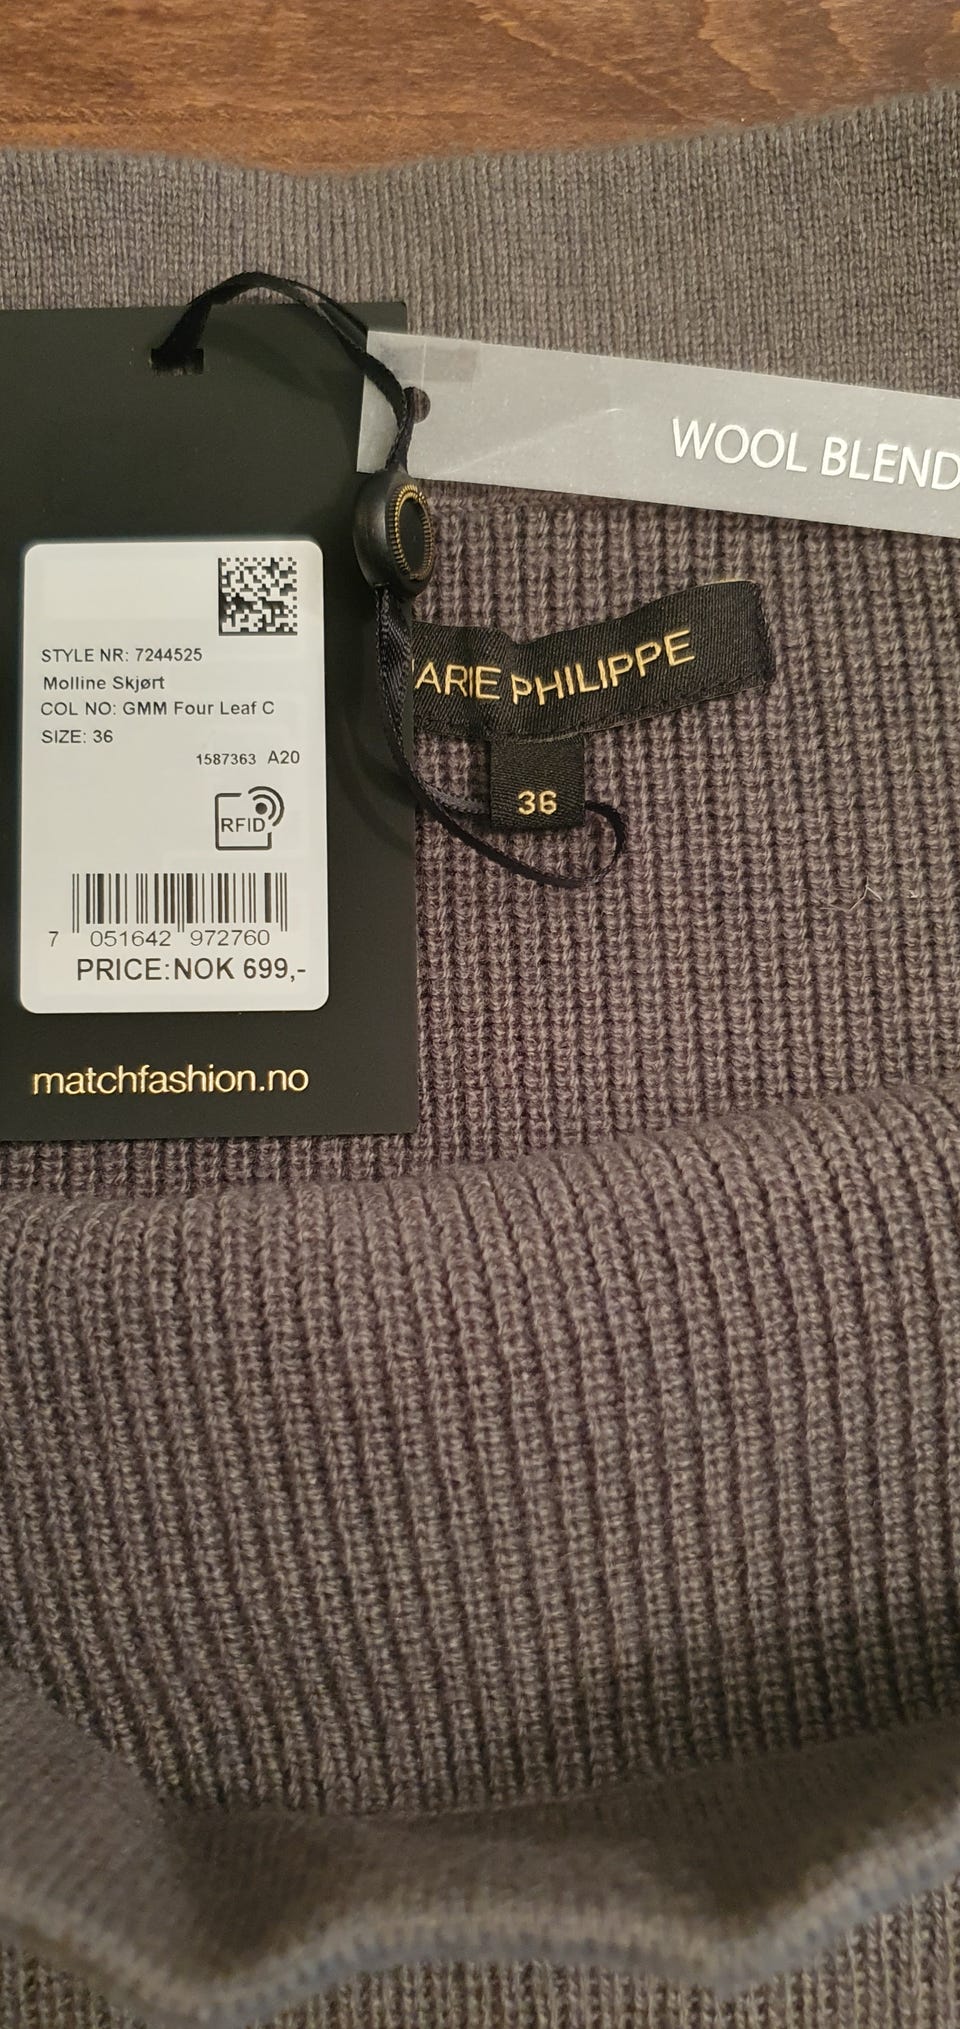 WOOL BLEND
ARIE PHILIPPE
36
STYLE NR: 7244525
Molline Skjørt
COL NO: GMM Four Leaf C
SIZE: 36
1587363 A20
RFID
7 051642 972760
PRICE:NOK 699,-
matchfashion.no